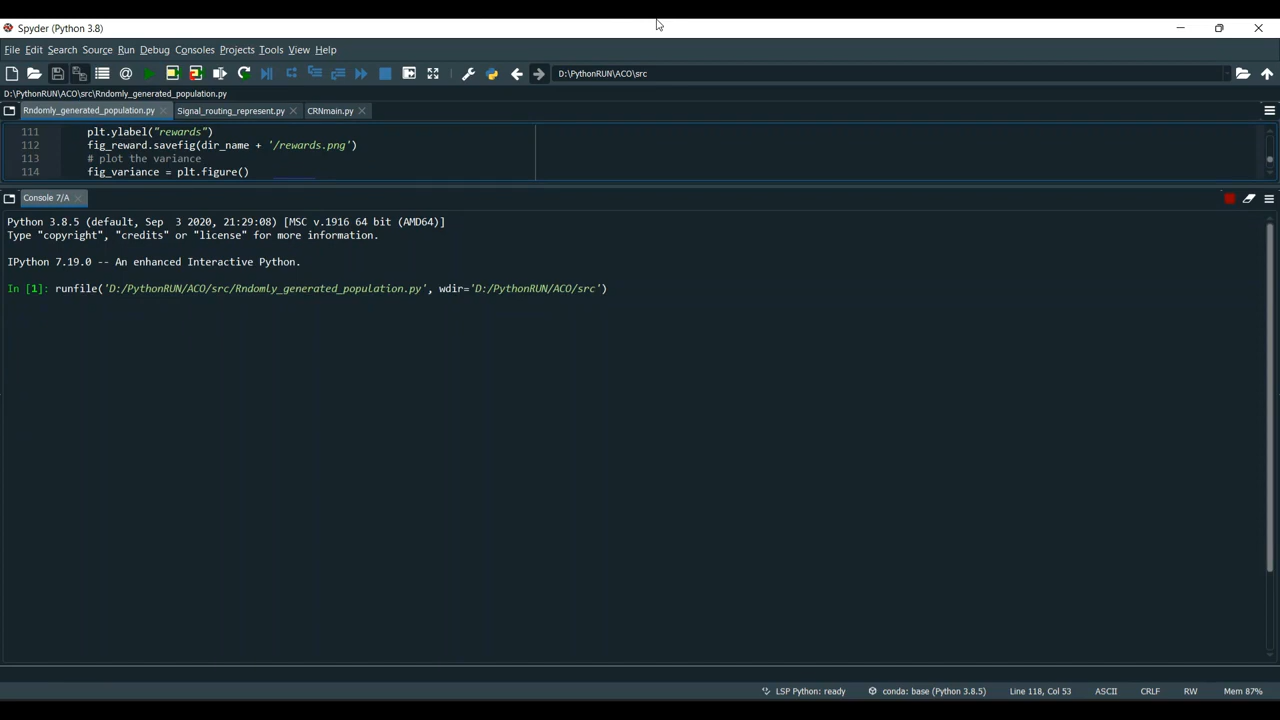 Spyder (Python 3.8)
File Edit Search Source Run Debug Consoles Projects Tools View Help
D:\PythonRUN\ACO\src
D:\PythonRUN\ACO\src\Rndomly_generated_population.py
Rndomly_generated_population.py Signal_routing_represent.py CRNmain.py
111 plt.ylabel("rewards")
112 fig_reward.savefig(dir_name + '/rewards.png')
113 # plot the variance
114 fig_variance = plt.figure()
Console 7/A
Python 3.8.5 (default, Sep 3 2020, 21:29:08) [MSC v.1916 64 bit (AMD64)]
Type "copyright", "credits" or "license" for more information.
IPython 7.19.0 -- An enhanced Interactive Python.
In [1]: runfile('D:/PythonRUN/ACO/src/Rndomly_generated_population.py', wdir='D:/PythonRUN/ACO/src')
LSP Python: ready conda: base (Python 3.8.5) Line 118, Col 53 ASCII CRLF RW Mem 87%